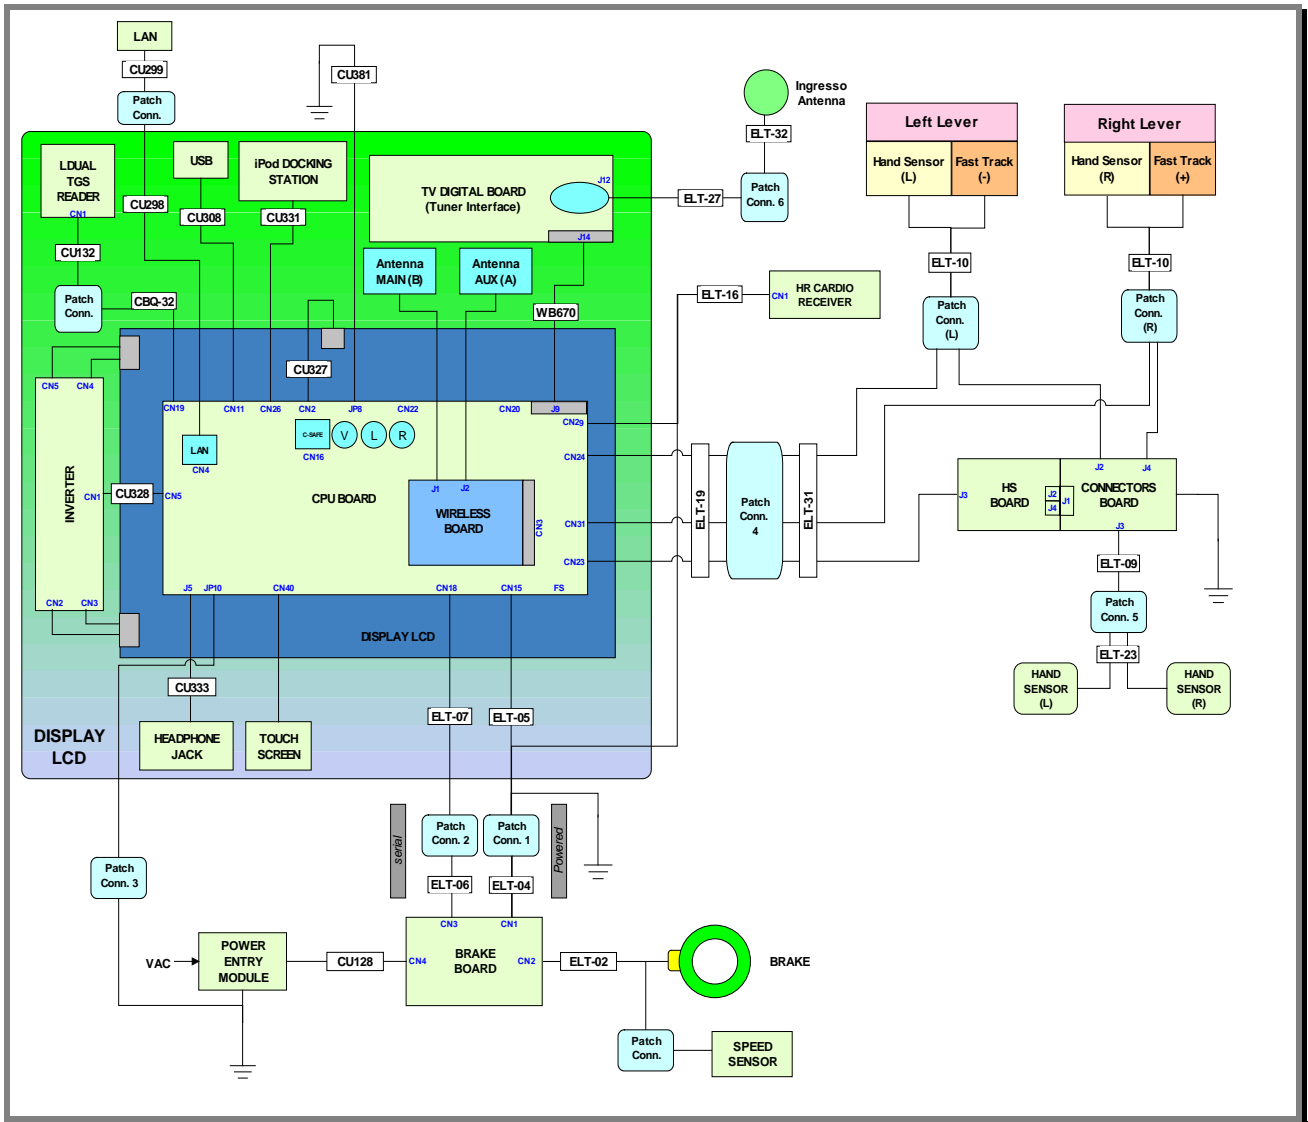 LAN
CU299
Patch
Conn.
CU381
Ingresso
Antenna
ELT-32
Patch
Conn. 6
ELT-27
Left Lever
Hand Sensor
(L)
Fast Track
(-)
Right Lever
Hand Sensor
(R)
Fast Track
(+)
ELT-10
ELT-10
Patch
Conn.
(L)
Patch
Conn.
(R)
LDUAL
TGS
READER
CN1
CU132
Patch
Conn.
CBQ-32
CU298
USB
CU308
iPod DOCKING
STATION
CU331
TV DIGITAL BOARD
(Tuner Interface)
J12
J14
Antenna
MAIN (B)
Antenna
AUX (A)
WB670
CU327
ELT-16
CN1
HR CARDIO
RECEIVER
CN5
CN4
INVERTER
CN1
CN2
CN3
CU328
CN19
CN11
CN26
CN2
JP8
CN22
CN20
J9
CN29
CN24
CN31
CN23
CN5
LAN
CN4
C-SAFE
CN16
V
L
R
CPU BOARD
J1
J2
WIRELESS
BOARD
CN3
J5
JP10
CN40
CN18
CN15
FS
DISPLAY LCD
ELT-19
Patch
Conn.
4
ELT-31
J3
HS
BOARD
J2
J4
J1
J2
J4
CONNECTORS
BOARD
J3
ELT-09
Patch
Conn. 5
ELT-23
HAND
SENSOR
(L)
HAND
SENSOR
(R)
CU333
HEADPHONE
JACK
TOUCH
SCREEN
DISPLAY
LCD
ELT-07
ELT-05
serial
Patch
Conn. 2
Patch
Conn. 1
Powered
ELT-06
ELT-04
Patch
Conn. 3
VAC
POWER
ENTRY
MODULE
CU128
CN3
CN1
CN4
BRAKE
BOARD
CN2
ELT-02
BRAKE
Patch
Conn.
SPEED
SENSOR